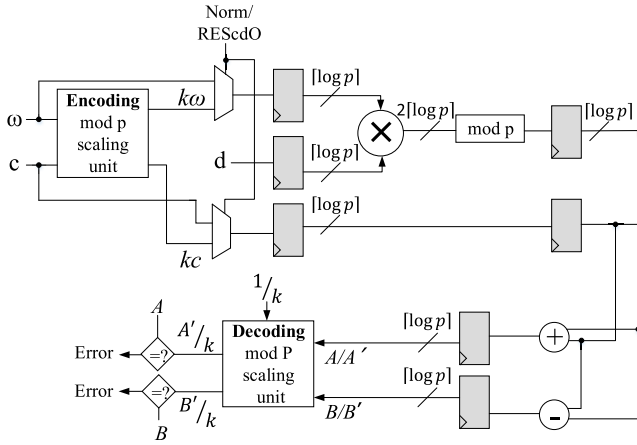 Norm/
REScdO
⌈log p⌉
Encoding
mod p
scaling
unit
kω
ω
c
d
⌈log p⌉
×
2⌈log p⌉
mod p
⌈log p⌉
kc
⌈log p⌉
1/k
A
A′/k
Error
=?
Decoding
mod P
scaling
unit
A/A′
⌈log p⌉
+
Error
=?
B′/k
B
B/B′
⌈log p⌉
-